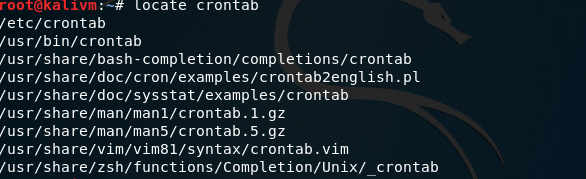 root@kalivm:~# locate crontab
/etc/crontab
/usr/bin/crontab
/usr/share/bash-completion/completions/crontab
/usr/share/doc/cron/examples/crontab2english.pl
/usr/share/doc/sysstat/examples/crontab
/usr/share/man/man1/crontab.1.gz
/usr/share/man/man5/crontab.5.gz
/usr/share/vim/vim81/syntax/crontab.vim
/usr/share/zsh/functions/Completion/Unix/_crontab